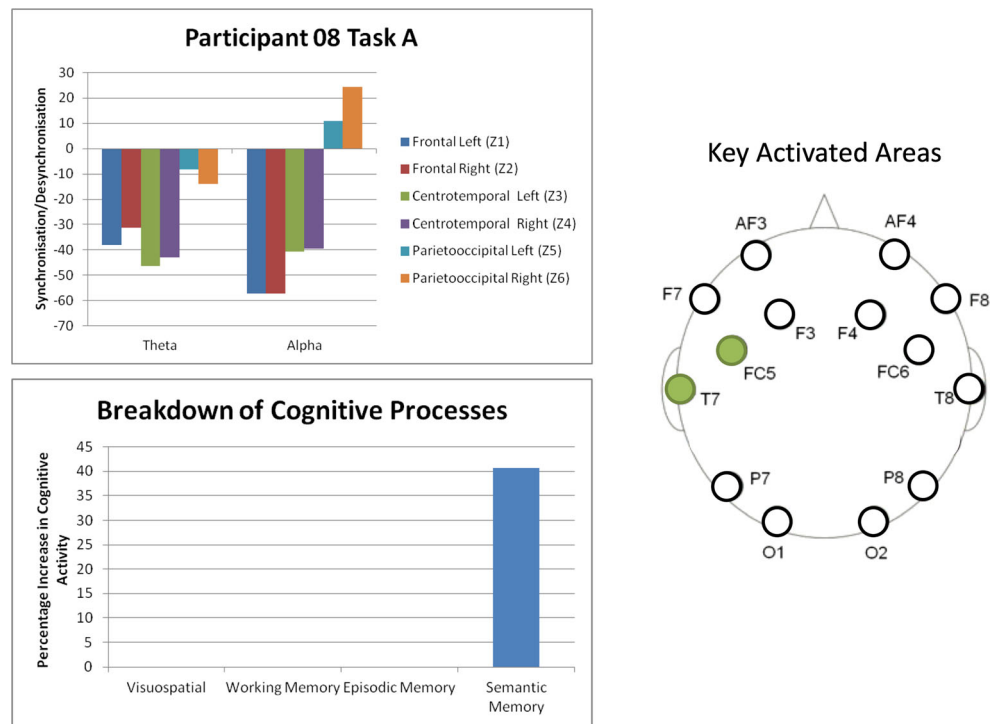 Participant 08 Task A
Synchronisation/Desynchronisation
30
20
10
0
-10
-20
-30
-40
-50
-60
-70
Theta
Alpha
Frontal Left (Z1)
Frontal Right (Z2)
Centrotemporal Left (Z3)
Centrotemporal Right (Z4)
Parietooccipital Left (Z5)
Parietooccipital Right (Z6)
Breakdown of Cognitive Processes
Percentage Increase in Cognitive
Activity
45
40
35
30
25
20
15
10
5
0
Visuospatial
Working Memory
Episodic Memory
Semantic
Memory
Key Activated Areas
AF3
AF4
F7
F8
F3
F4
FC5
FC6
T7
T8
P7
P8
O1
O2